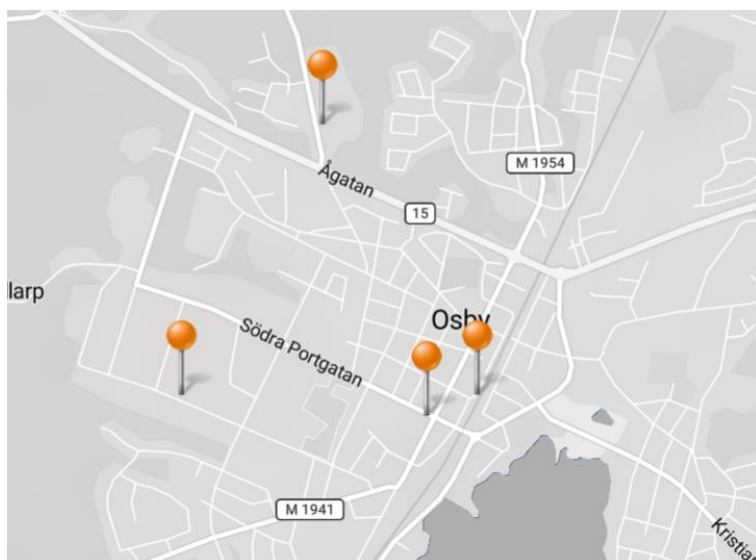 M 1954
Ågatan
15
larp
Osby
Södra Portgatan
M 1941
Kristia